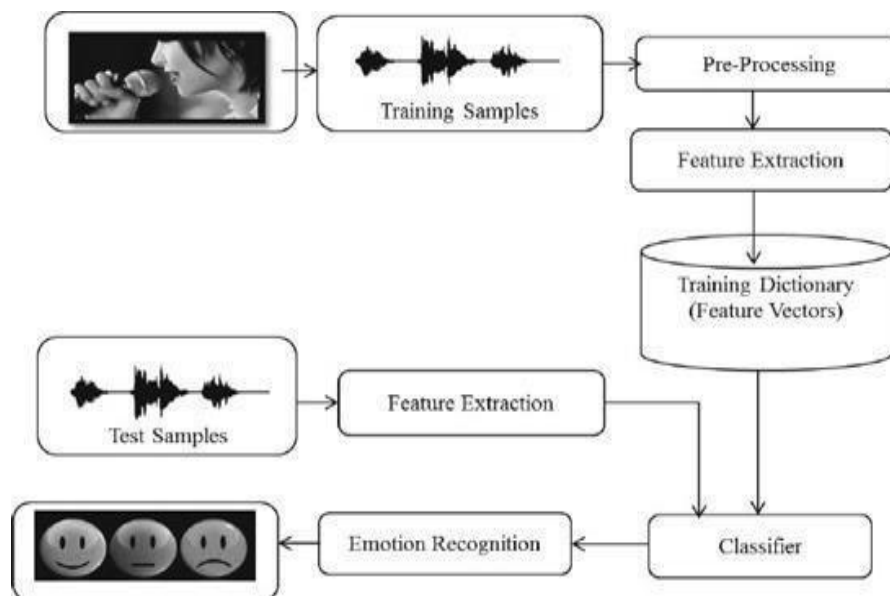 Training Samples
Pre-Processing
Feature Extraction
Training Dictionary
(Feature Vectors)
Test Samples
Feature Extraction
Classifier
Emotion Recognition